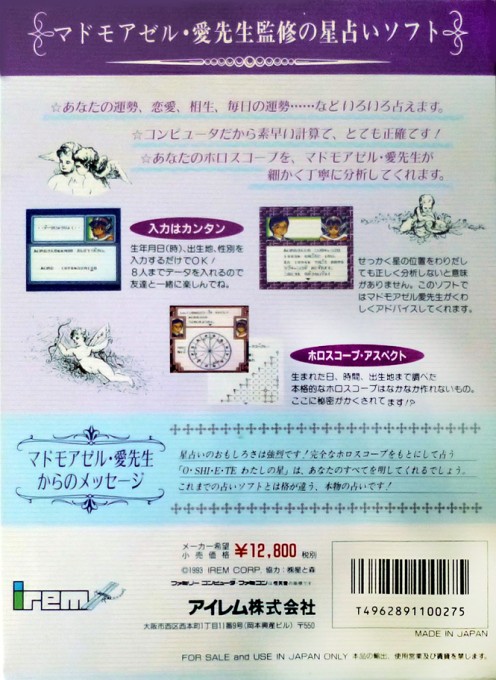 マドモアゼル・愛先生監修の星占いソフト
☆あなたの運勢、恋愛、相生、毎日の運勢……などいろいろ占えます。
☆コンピュータだから素早い計算で、とても正確です!
☆あなたのホロスコープを、マドモアゼル・愛先生が
細かく丁寧に分析してくれます。
入力はカンタン
生年月日(時)、出生地、性別を
入力するだけでOK!
8人までデータを入れるので
友達と一緒に楽しんでね。
せっかく星の位置をわりだし
ても正しく分析しないと意味
がありません。このソフトで
はマドモアゼル愛先生がくわ
しくアドバイスしてくれます。
ホロスコープ・アスペクト
生まれた日、時間、出生地まで調べた
本格的なホロスコープはなかなか作れないもの。
ここに秘密がかくされてます!?
マドモアゼル・愛先生
からのメッセージ
星占いのおもしろさは強烈です!完全なホロスコープをもとにして占う
「O・SHI・E・TE わたしの星」は、あなたのすべてを明してくれるでしょう。
これまでの占いソフトとは格が違う、本物の占いです!
メーカー希望
小売価格 ¥12,800 税別
©1993 IREM CORP. 協力:㈱星と森
ファミリーコンピュータ・ファミコンは任天堂の商標です。
irem
アイレム株式会社
大阪市西区西本町1丁目11番9号(岡本興産ビル) 〒550
T4962891100275
MADE IN JAPAN
FOR SALE and USE IN JAPAN ONLY 本品の輸出、使用営業及び賃貸を禁じます。